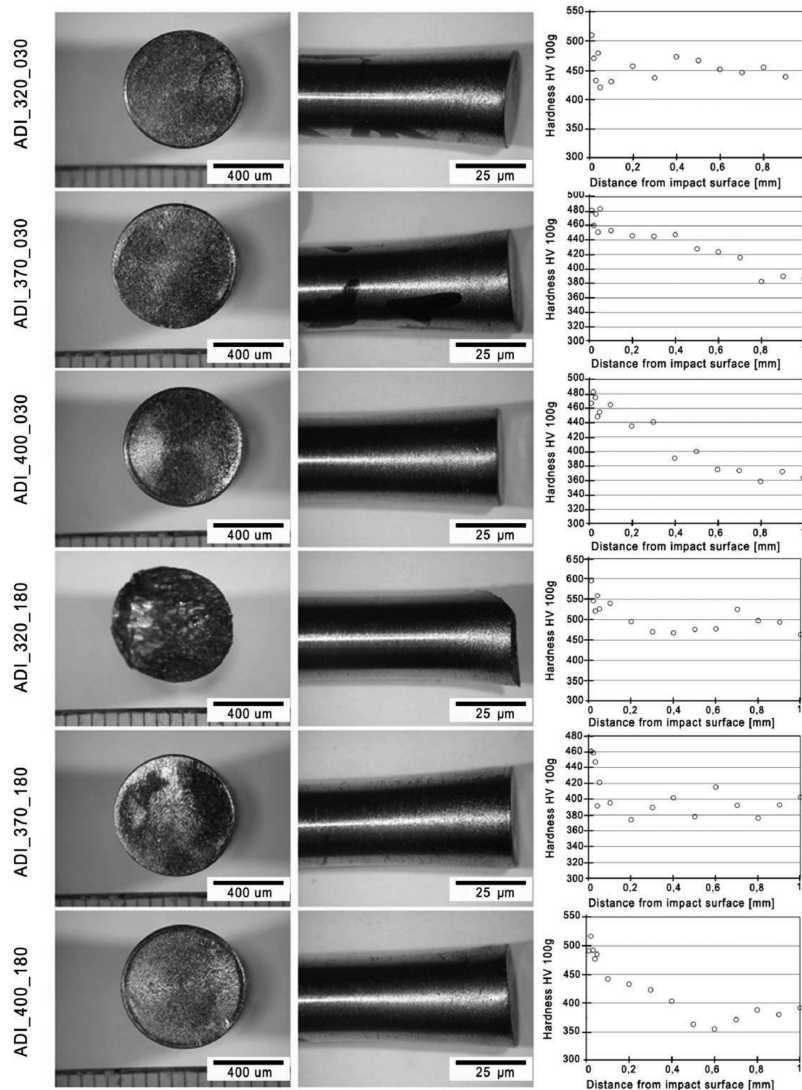 ADI_320_030
400 um
25 µm
Hardness HV 100g
550
500
450
400
350
300
0 0,2 0,4 0,6 0,8
Distance from impact surface [mm]
ADI_370_030
400 um
25 µm
Hardness HV 100g
500
480
460
440
420
400
380
360
340
320
300
0 0,2 0,4 0,6 0,8 1
Distance from impact surface [mm]
ADI_400_030
400 um
25 µm
Hardness HV 100g
500
480
460
440
420
400
380
360
340
320
300
0 0,2 0,4 0,6 0,8 1
Distance from impact surface [mm]
ADI_320_180
400 um
25 µm
Hardness HV 100g
650
600
550
500
450
400
350
300
0 0,2 0,4 0,6 0,8 1
Distance from impact surface [mm]
ADI_370_180
400 um
25 µm
Hardness HV 100g
480
460
440
420
400
380
360
340
320
300
0 0,2 0,4 0,6 0,8 1
Distance from impact surface [mm]
ADI_400_180
400 um
25 µm
Hardness HV 100g
550
500
450
400
350
300
0 0,2 0,4 0,6 0,8 1
Distance from impact surface [mm]